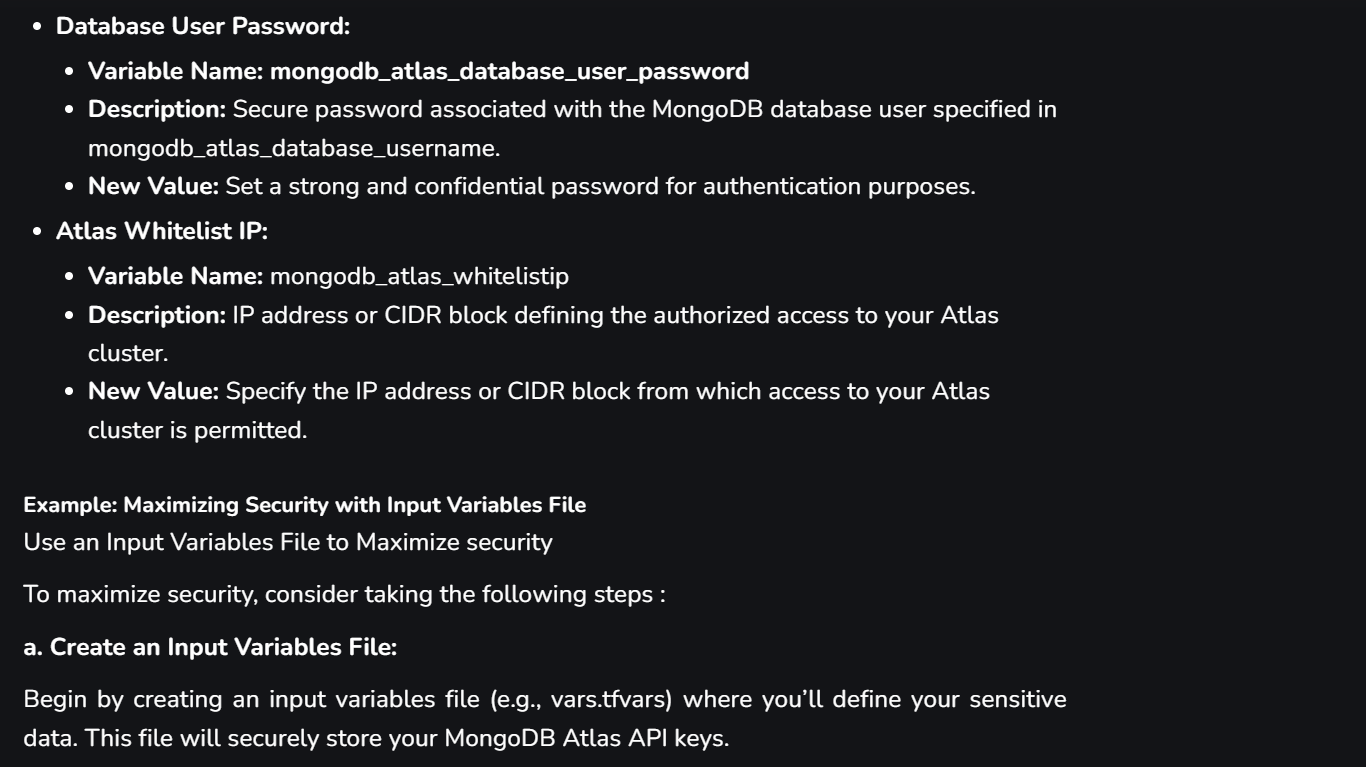 • Database User Password:
• Variable Name: mongodb_atlas_database_user_password
• Description: Secure password associated with the MongoDB database user specified in
mongodb_atlas_database_username.
• New Value: Set a strong and confidential password for authentication purposes.
• Atlas Whitelist IP:
• Variable Name: mongodb_atlas_whitelistip
• Description: IP address or CIDR block defining the authorized access to your Atlas
cluster.
• New Value: Specify the IP address or CIDR block from which access to your Atlas
cluster is permitted.
Example: Maximizing Security with Input Variables File
Use an Input Variables File to Maximize security
To maximize security, consider taking the following steps :
a. Create an Input Variables File:
Begin by creating an input variables file (e.g., vars.tfvars) where you’ll define your sensitive
data. This file will securely store your MongoDB Atlas API keys.